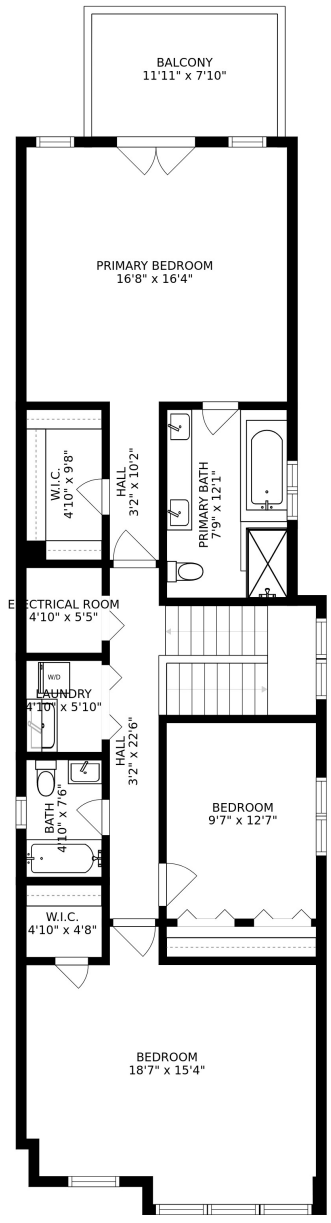 BALCONY
11'11" x 7'10"
PRIMARY BEDROOM
16'8" x 16'4"
W.I.C.
4'10" x 9'8"
HALL
3'2" x 10'2"
PRIMARY BATH
7'9" x 12'1"
ELECTRICAL ROOM
4'10" x 5'5"
W/D
LAUNDRY
4'10" x 5'10"
HALL
3'2" x 22'6"
BATH
4'10" x 7'6"
BEDROOM
9'7" x 12'7"
W.I.C.
4'10" x 4'8"
BEDROOM
18'7" x 15'4"